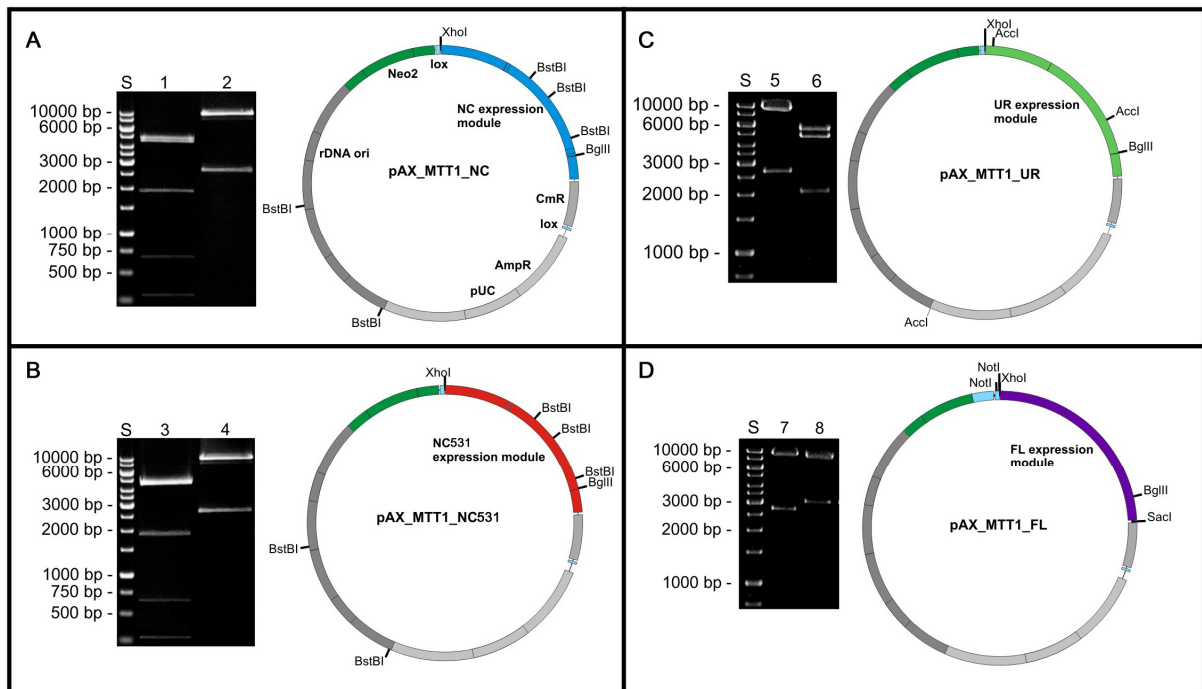 A
S 1 2
10000 bp -
6000 bp -
3000 bp -
2000 bp -
1000 bp -
750 bp -
500 bp -
XhoI
lox
Neo2
BstBI
BstBI
NC expression
module
BstBI
BglII
rDNA ori
pAX_MTT1_NC
CmR
BstBI
lox
AmpR
pUC
BstBI
C
S 5 6
10000 bp -
6000 bp -
3000 bp -
2000 bp -
1000 bp -
XhoI
AccI
UR expression
module
AccI
BglII
pAX_MTT1_UR
AccI
B
S 3 4
10000 bp -
6000 bp -
3000 bp -
2000 bp -
1000 bp -
750 bp -
500 bp -
XhoI
BstBI
BstBI
NC531
expression module
BstBI
BglII
pAX_MTT1_NC531
BstBI
BstBI
D
S 7 8
10000 bp -
6000 bp -
3000 bp -
2000 bp -
1000 bp -
NotI
NotI XhoI
FL expression
module
BglII
SacI
pAX_MTT1_FL